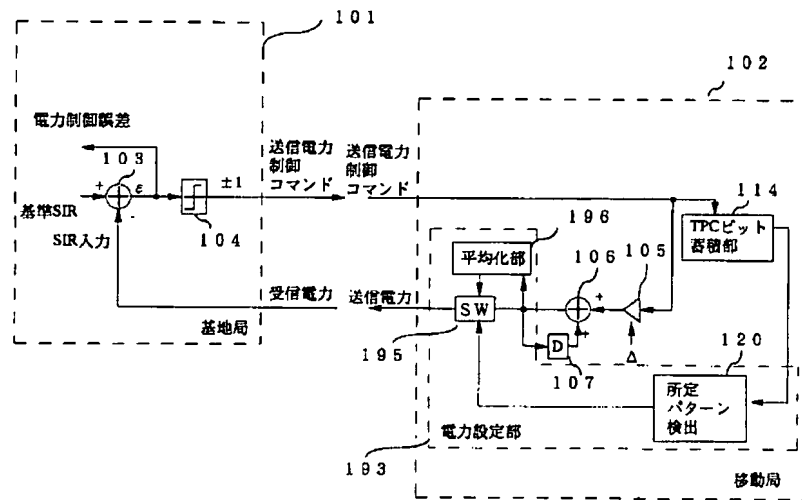 101
102
電力制御誤差
103
+
ε
±1
基準SIR
SIR入力
-
104
送信電力
制御
コマンド
送信電力
制御
コマンド
114
TPCビット
蓄積部
196
平均化部
106
105
+
+
SW
D
Δ
受信電力
送信電力
基地局
195
107
120
所定
パターン
検出
電力設定部
193
移動局